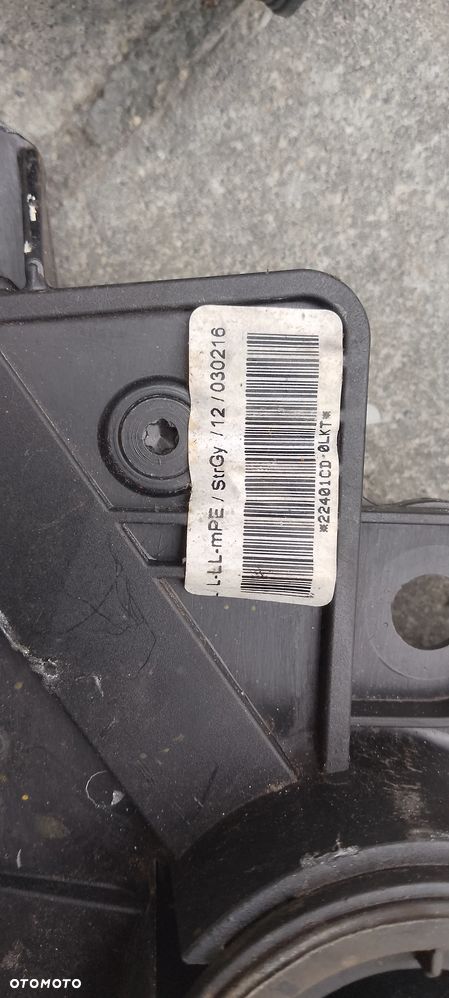 L-LL-mPE / StrGy / 12 / 030216
*22401CD-0LKT*
OTOMOTO